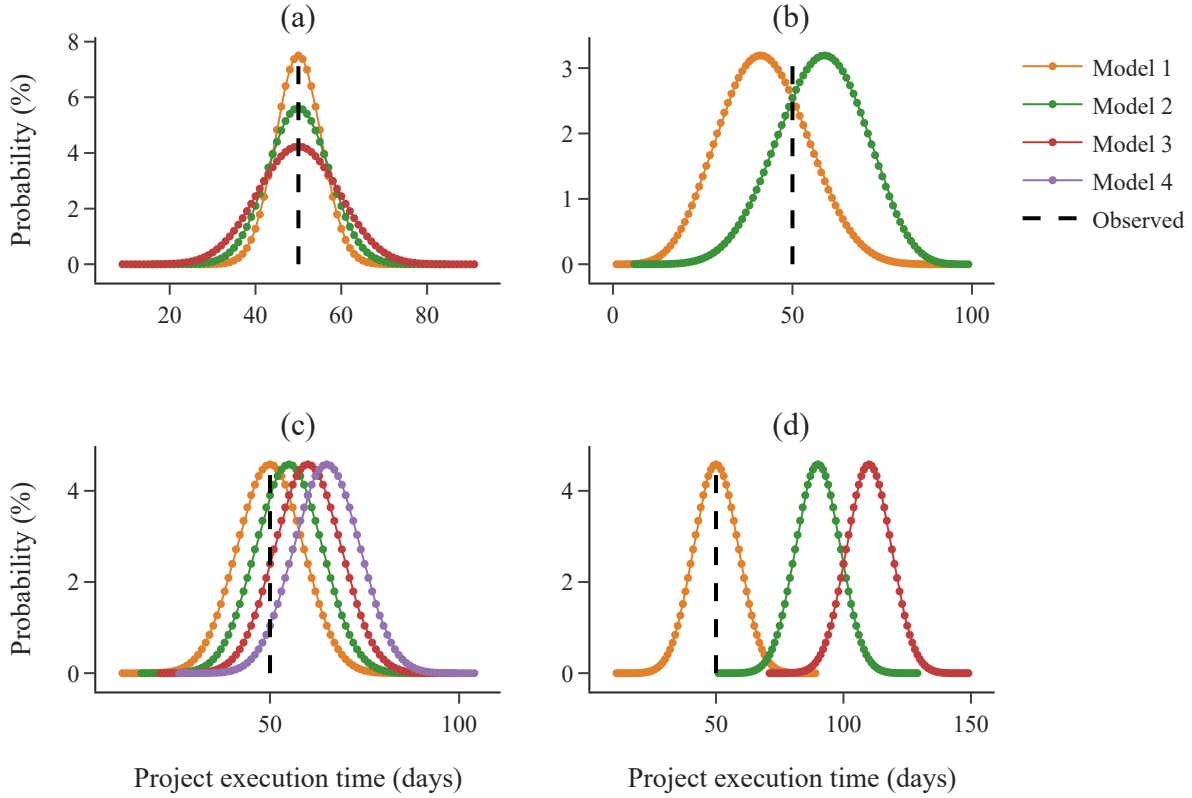 (a)
Probability (%)
8
6
4
2
0
20 40 60 80
(b)
3
2
1
0
0 50 100
Model 1
Model 2
Model 3
Model 4
Observed
(c)
Probability (%)
4
2
0
50 100
Project execution time (days)
(d)
4
2
0
50 100 150
Project execution time (days)